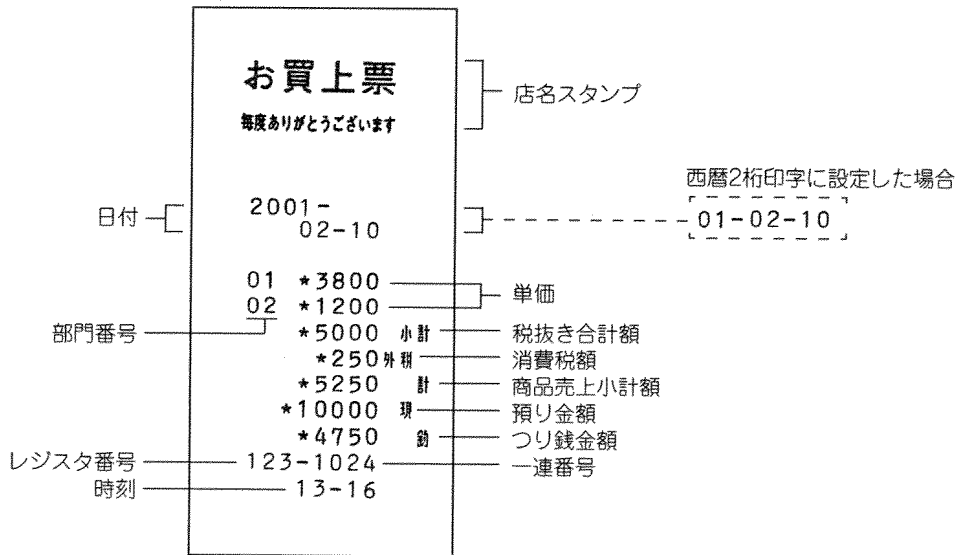 お買上票
店名スタンプ
毎度ありがとうございます
西暦2桁印字に設定した場合
日付
2001-
02-10
01-02-10
01 *3800
単価
02 *1200
部門番号
*5000 小計
税抜き合計額
*250外税
消費税額
*5250 計
商品売上小計額
*10000 現
預り金額
*4750 釣
つり銭金額
レジスタ番号
123-1024
一連番号
時刻
13-16